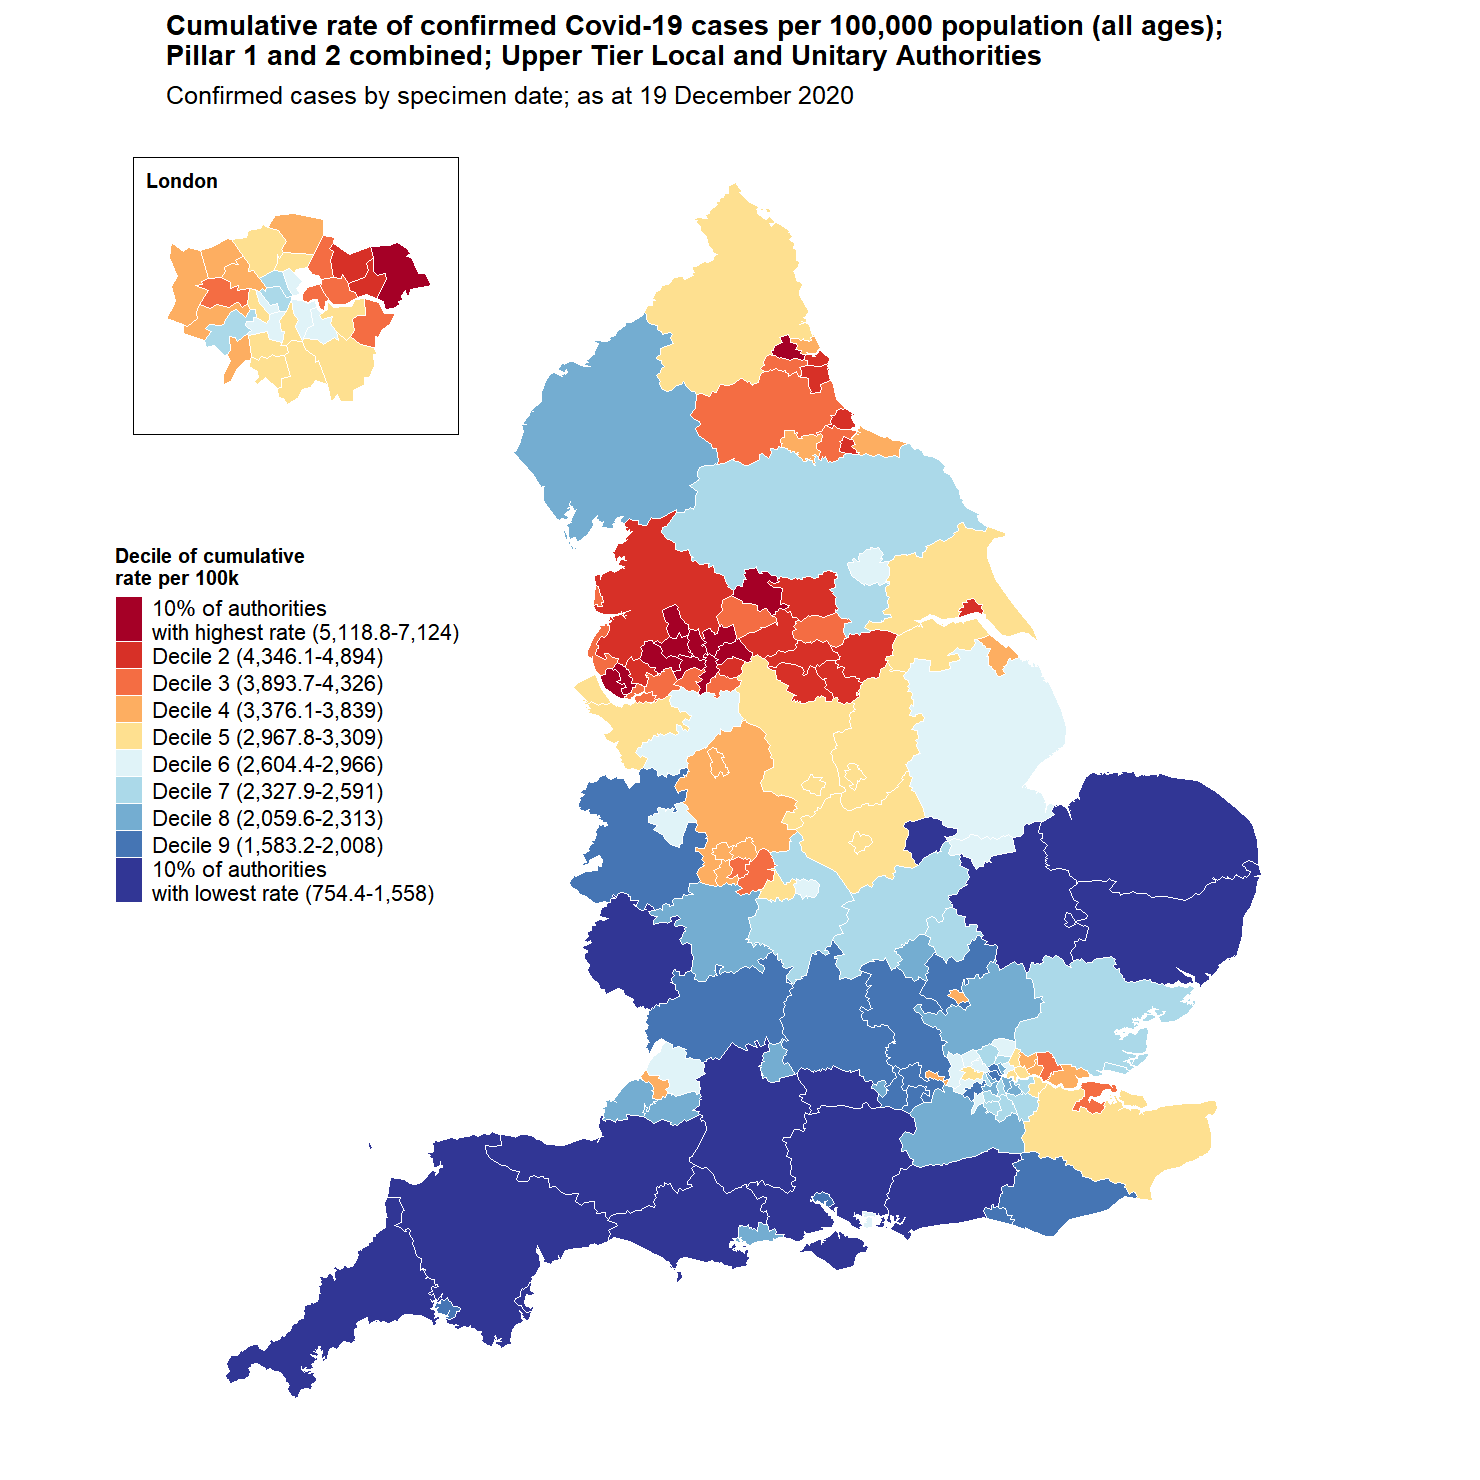 Cumulative rate of confirmed Covid-19 cases per 100,000 population (all ages);
Pillar 1 and 2 combined; Upper Tier Local and Unitary Authorities
Confirmed cases by specimen date; as at 19 December 2020
London
Decile of cumulative
rate per 100k
10% of authorities
with highest rate (5,118.8-7,124)
Decile 2 (4,346.1-4,894)
Decile 3 (3,893.7-4,326)
Decile 4 (3,376.1-3,839)
Decile 5 (2,967.8-3,309)
Decile 6 (2,604.4-2,966)
Decile 7 (2,327.9-2,591)
Decile 8 (2,059.6-2,313)
Decile 9 (1,583.2-2,008)
10% of authorities
with lowest rate (754.4-1,558)